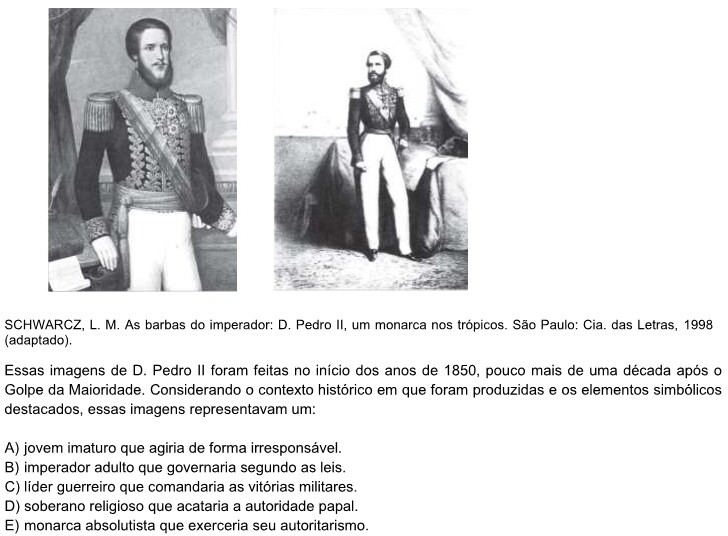 SCHWARCZ, L. M. As barbas do imperador: D. Pedro II, um monarca nos trópicos. São Paulo: Cia. das Letras, 1998
(adaptado).
Essas imagens de D. Pedro II foram feitas no início dos anos de 1850, pouco mais de uma década após o
Golpe da Maioridade. Considerando o contexto histórico em que foram produzidas e os elementos simbólicos
destacados, essas imagens representavam um:
A) jovem imaturo que agiria de forma irresponsável.
B) imperador adulto que governaria segundo as leis.
C) líder guerreiro que comandaria as vitórias militares.
D) soberano religioso que acataria a autoridade papal.
E) monarca absolutista que exerceria seu autoritarismo.